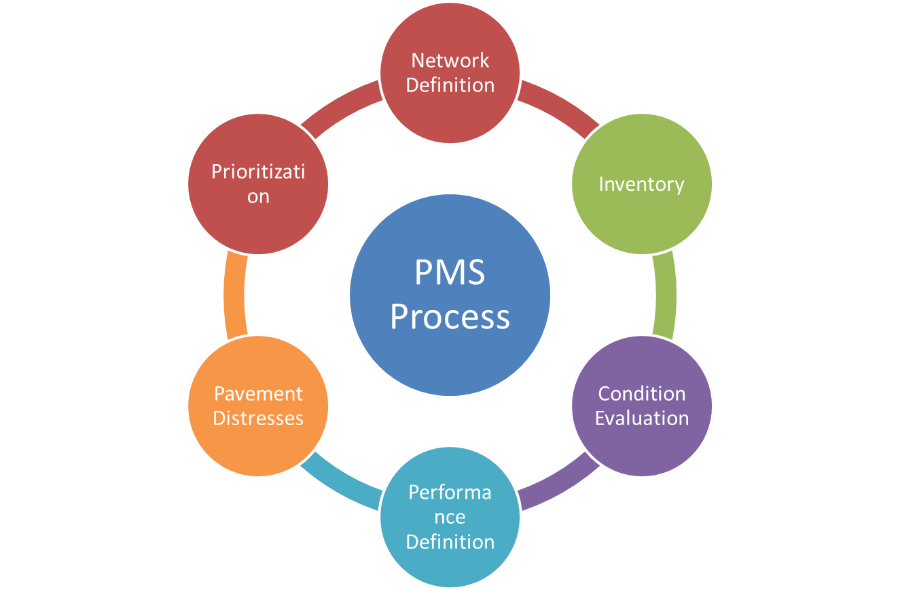 Network
Definition
Inventory
Condition
Evaluation
Performa
nce
Definition
Pavement
Distresses
Prioritizati
on
PMS
Process